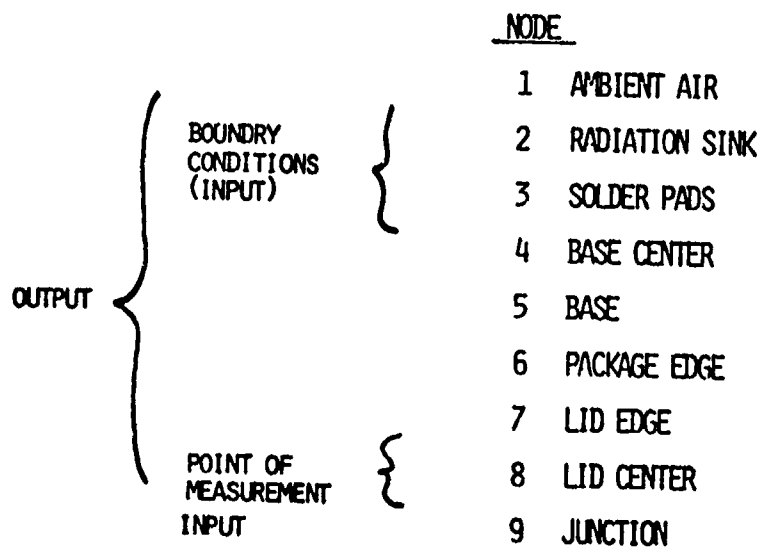 NODE
1 AMBIENT AIR
BOUNDRY
CONDITIONS
(INPUT)
2 RADIATION SINK
3 SOLDER PADS
4 BASE CENTER
OUTPUT
5 BASE
6 PACKAGE EDGE
7 LID EDGE
POINT OF
MEASUREMENT
INPUT
8 LID CENTER
9 JUNCTION